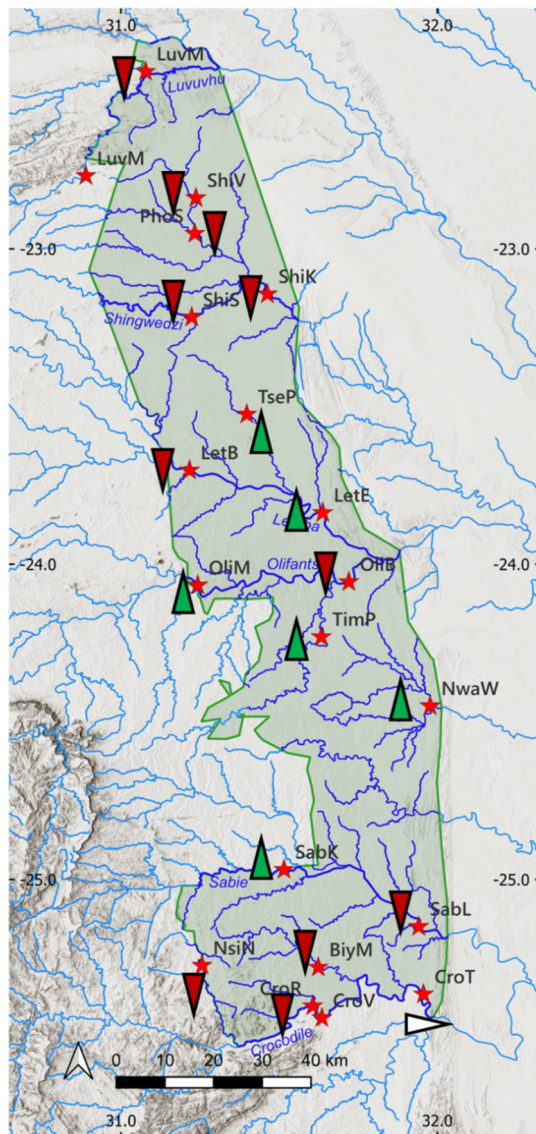 31.0 32.0
LuvM
Luvuvhu
LuvM
ShiV
PhoS
-23.0 -23.0
ShiK
ShiS
Shingwedzi
TseP
LetB
LetE
Letaba
-24.0 Olifants -24.0
OliM OliB
TimP
NwaW
SabK
-25.0 Sabie -25.0
SabL
NsiN BiyM
CroR CroV CroT
Crocodile
0 10 20 30 40 km
31.0 32.0